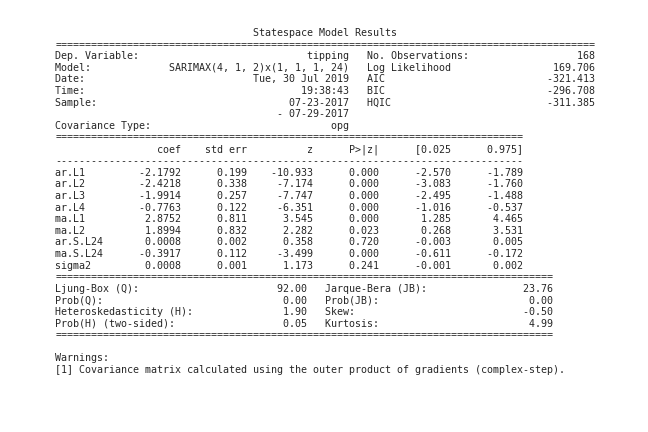 Statespace Model Results
==========================================================================================
Dep. Variable: tipping No. Observations: 168
Model: SARIMAX(4, 1, 2)x(1, 1, 1, 24) Log Likelihood 169.706
Date: Tue, 30 Jul 2019 AIC -321.413
Time: 19:38:43 BIC -296.708
Sample: 07-23-2017 HQIC -311.385
- 07-29-2017
Covariance Type: opg
==============================================================================
coef std err z P>|z| [0.025 0.975]
------------------------------------------------------------------------------
ar.L1 -2.1792 0.199 -10.933 0.000 -2.570 -1.789
ar.L2 -2.4218 0.338 -7.174 0.000 -3.083 -1.760
ar.L3 -1.9914 0.257 -7.747 0.000 -2.495 -1.488
ar.L4 -0.7763 0.122 -6.351 0.000 -1.016 -0.537
ma.L1 2.8752 0.811 3.545 0.000 1.285 4.465
ma.L2 1.8994 0.832 2.282 0.023 0.268 3.531
ar.S.L24 0.0008 0.002 0.358 0.720 -0.003 0.005
ma.S.L24 -0.3917 0.112 -3.499 0.000 -0.611 -0.172
sigma2 0.0008 0.001 1.173 0.241 -0.001 0.002
===================================================================================
Ljung-Box (Q): 92.00 Jarque-Bera (JB): 23.76
Prob(Q): 0.00 Prob(JB): 0.00
Heteroskedasticity (H): 1.90 Skew: -0.50
Prob(H) (two-sided): 0.05 Kurtosis: 4.99
===================================================================================
Warnings:
[1] Covariance matrix calculated using the outer product of gradients (complex-step).